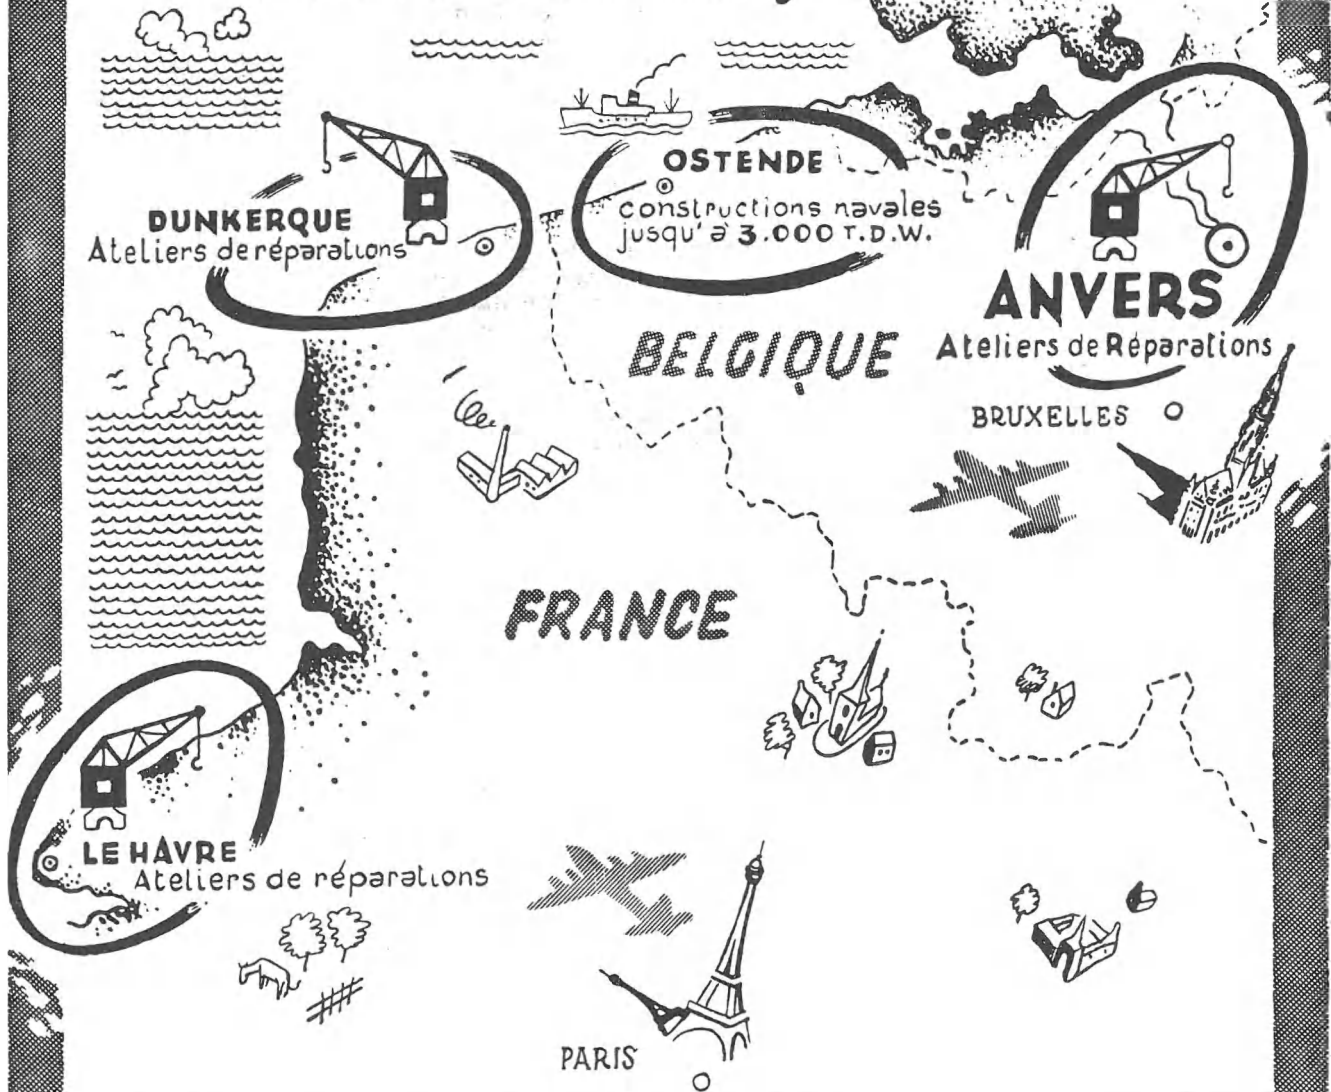 OSTENDE
constructions navales
jusqu'à 3.000 T.D.W.
DUNKERQUE
Ateliers de réparations
ANVERS
Ateliers de Réparations
BELGIQUE
BRUXELLES
FRANCE
LE HAVRE
Ateliers de réparations
PARIS